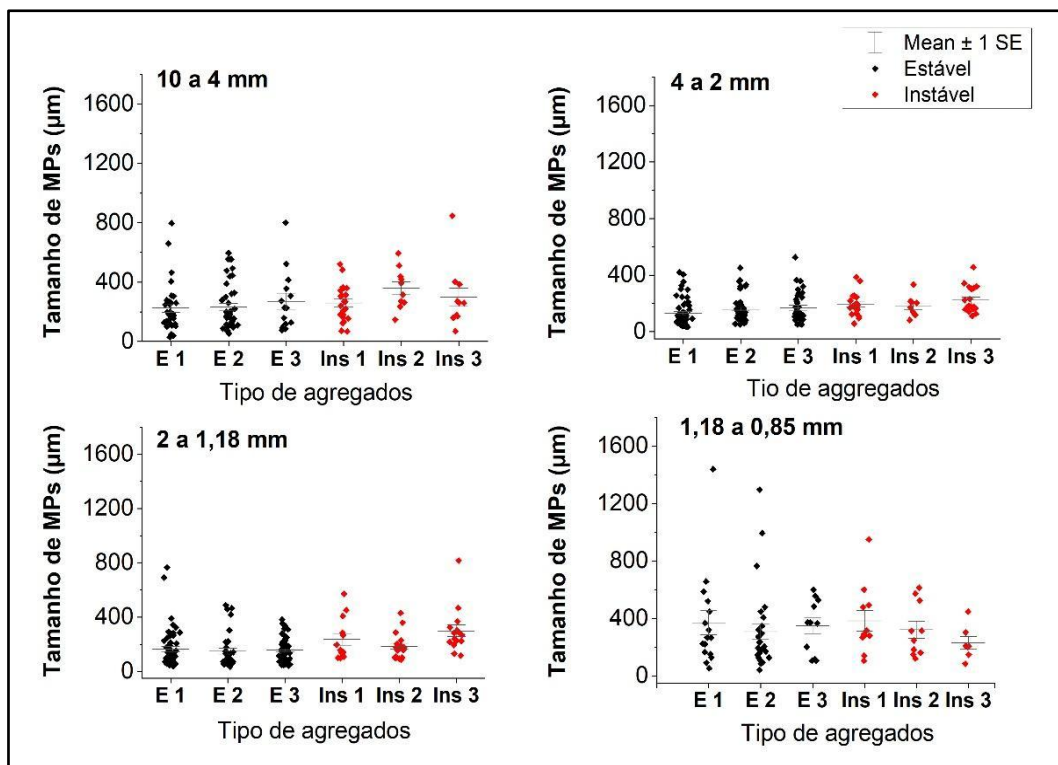 Mean ± 1 SE
Estável
Instável
10 a 4 mm
Tamanho de MPs (µm)
1600
1200
800
400
0
E 1 E 2 E 3 Ins 1 Ins 2 Ins 3
Tipo de agregados
4 a 2 mm
Tamanho de MPs (µm)
1600
1200
800
400
0
E 1 E 2 E 3 Ins 1 Ins 2 Ins 3
Tio de aggregados
2 a 1,18 mm
Tamanho de MPs (µm)
1600
1200
800
400
0
E 1 E 2 E 3 Ins 1 Ins 2 Ins 3
Tipo de agregados
1,18 a 0,85 mm
Tamanho de MPs (µm)
1600
1200
800
400
0
E 1 E 2 E 3 Ins 1 Ins 2 Ins 3
Tipo de agregados